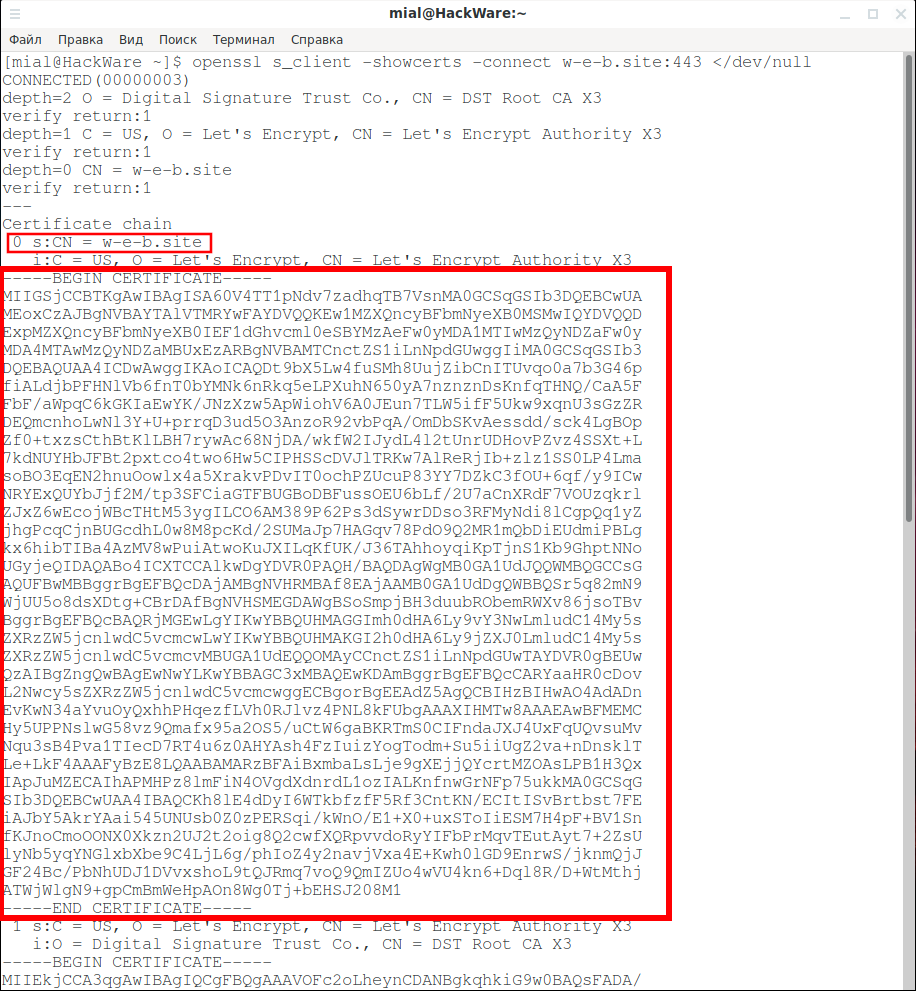 mial@HackWare:~
Файл Правка Вид Поиск Терминал Справка
[mial@HackWare ~]$ openssl s_client -showcerts -connect w-e-b.site:443 </dev/null
CONNECTED(00000003)
depth=2 O = Digital Signature Trust Co., CN = DST Root CA X3
verify return:1
depth=1 C = US, O = Let's Encrypt, CN = Let's Encrypt Authority X3
verify return:1
depth=0 CN = w-e-b.site
verify return:1
---
Certificate chain
0 s:CN = w-e-b.site
i:C = US, O = Let's Encrypt, CN = Let's Encrypt Authority X3
-----BEGIN CERTIFICATE-----
MIIGSjCCBTKgAwIBAgISA60V4TT1pNdv7zadhqTB7VsnMA0GCSqGSIb3DQEBCwUA
MEoxCzAJBgNVBAYTAlVTMRYwFAYDVQQKEw1MZXQncyBFbmNyeXB0MSMwIQYDVQQD
ExpMZXQncyBFbmNyeXB0IEF1dGhvcml0eSBYMzAeFw0yMDA1MTIwMzQyNDZaFw0y
MDA4MTAwMzQyNDZaMBUxEzARBgNVBAMTCnctZS1iLnNpdGUwggIiMA0GCSqGSIb3
DQEBAQUAA4ICDwAwggIKAoICAQDt9bX5Lw4fuSMh8UujZibCnITUvqo0a7b3G46p
fiALdjbPFHNlVb6fnT0bYMNk6nRkq5eLPXuhN650yA7nznznDsKnfqTHNQ/CaA5F
FbF/aWpqC6kGKIaEwYK/JNzXzw5ApWiohV6A0JEun7TLW5ifF5Ukw9xqnU3sGzZR
DEQmcnhoLwNl3Y+U+prrqD3ud5O3AnzoR92vbPqA/OmDbSKvAessdd/sck4LgBOp
Zf0+txzsCthBtKlLBH7rywAc68NjDA/wkfW2IJydL4l2tUnrUDHovPZvz4SSXt+L
7kdNUYHbJFBt2pxtco4two6Hw5CIPHSScDVJlTRKw7AlReRjIb+zlz1SS0LP4Lma
soBO3EqEN2hnuOowlx4a5XrakvPDvIT0ochPZUcuP83YY7DZkC3fOU+6qf/y9ICw
NRYExQUYbJjf2M/tp3SFCiaGTFBUGBoDBFussOEU6bLf/2U7aCnXRdF7VOUzqkrl
ZJxZ6wEcojWBcTHtM53ygILCO6AM389P62Ps3dSywrDDso3RFMyNdi8lCgpQq1yZ
jhgPcqCjnBUGcdhL0w8M8pcKd/2SUMaJp7HAGqv78PdO9Q2MR1mQbDiEUdmiPBLg
kx6hibTIBa4AzMV8wPuiAtwoKuJXILqKfUK/J36TAhhoyqiKpTjnS1Kb9GhptNNo
UGyjeQIDAQABo4ICXTCCAlkwDgYDVR0PAQH/BAQDAgWgMB0GA1UdJQQWMBQGCCsG
AQUFBwMBBggrBgEFBQcDAjAMBgNVHRMBAf8EAjAAMB0GA1UdDgQWBBQSr5q82mN9
WjUU5o8dsXDtg+CBrDAfBgNVHSMEGDAWgBSoSmpjBH3duubRObemRWXv86jsoTBv
BggrBgEFBQcBAQRjMGEwLgYIKwYBBQUHMAGGImh0dHA6Ly9vY3NwLmludC14My5s
ZXRzZW5jcnlwdC5vcmcwLwYIKwYBBQUHMAKGI2h0dHA6Ly9jZXJ0LmludC14My5s
ZXRzZW5jcnlwdC5vcmcvMBUGA1UdEQQOMAyCCnctZS1iLnNpdGUwTAYDVR0gBEUw
QzAIBgZngQwBAgEwNwYLKwYBBAGC3xMBAQEwKDAmBggrBgEFBQcCARYaaHR0cDov
L2Nwcy5sZXRzZW5jcnlwdC5vcmcwggECBgorBgEEAdZ5AgQCBIHzBIHwAO4AdADn
EvKwN34aYvuOyQxhhPHqezfLVh0RJlvz4PNL8kFUbgAAAXIHMTw8AAAEAwBFMEMC
Hy5UPPNslwG58vz9Qmafx95a2OS5/uCtW6gaBKRTmS0CIFndaJXJ4UxFqUQvsuMv
Nqu3sB4Pva1TIecD7RT4u6z0AHYAsh4FzIuizYogTodm+Su5iiUgZ2va+nDnsklT
Le+LkF4AAAFyBzE8LQAABAMARzBFAiBxmbaLsLje9gXEjjQYcrtMZOAsLPB1H3Qx
IApJuMZECAIhAPMHPz8lmFiN4OVgdXdnrdL1ozIALKnfnwGrNFp75ukkMA0GCSqG
SIb3DQEBCwUAA4IBAQCKh8lE4dDyI6WTkbfzfF5Rf3CntKN/ECItISvBrtbst7FE
iAJbY5AkrYAai545UNUsb0Z0zPERSqi/kWnO/E1+X0+uxSToIiESM7H4pF+BV1Sn
fKJnoCmoOONX0Xkzn2UJ2t2oig8Q2cwfXQRpvvdoRyYIFbPrMqvTEutAyt7+2ZsU
lyNb5yqYNGlxbXbe9C4LjL6g/phIoZ4y2navjVxa4E+Kwh0lGD9EnrwS/jknmQjJ
GF24Bc/PbNhUDJ1DVvxshoL9tQJRmq7voQ9QmIZUo4wVU4kn6+Dql8R/D+WtMthj
ATWjWlgN9+gpCmBmWeHpAOn8Wg0Tj+bEHSJ208M1
-----END CERTIFICATE-----
1 s:C = US, O = Let's Encrypt, CN = Let's Encrypt Authority X3
i:O = Digital Signature Trust Co., CN = DST Root CA X3
-----BEGIN CERTIFICATE-----
MIIEkjCCA3qgAwIBAgIQCgFBQgAAAVOFc2oLheynCDANBgkqhkiG9w0BAQsFADA/